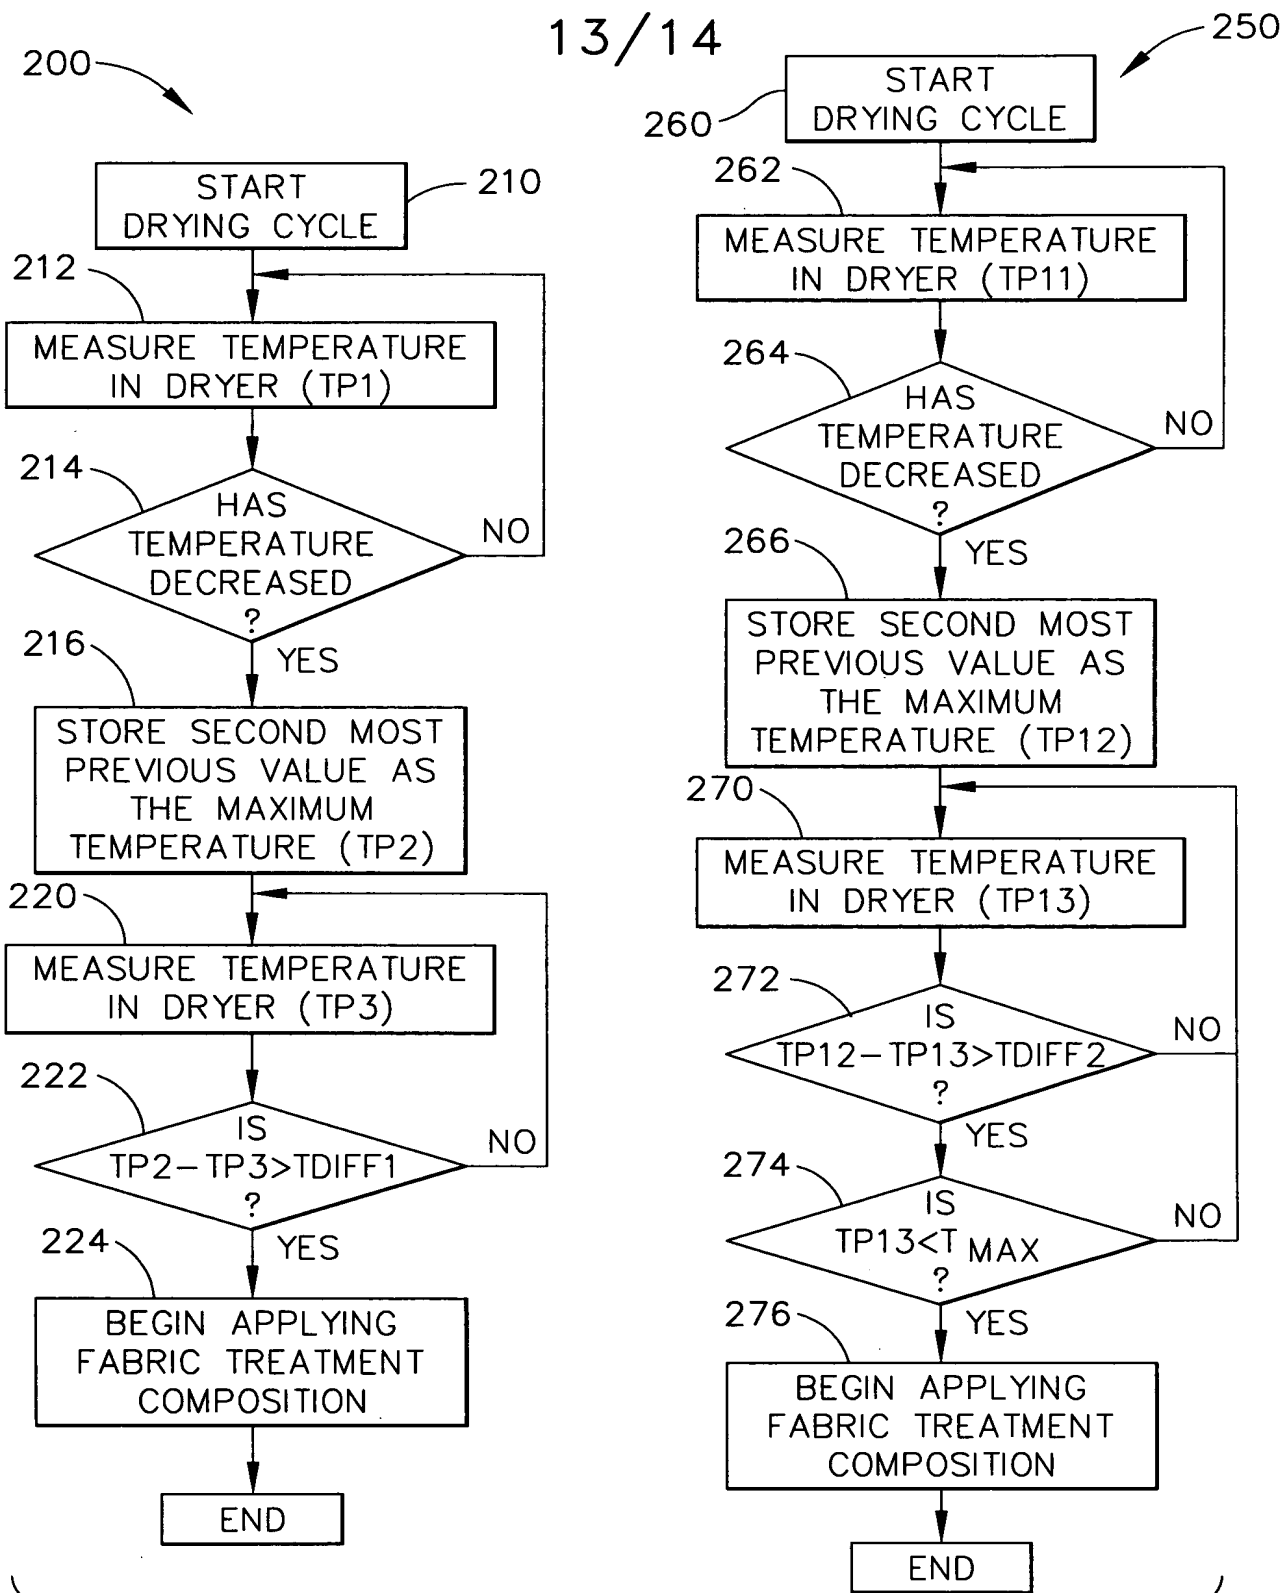 13/14
200
START
DRYING CYCLE
210
212
MEASURE TEMPERATURE
IN DRYER (TP1)
214
HAS
TEMPERATURE
DECREASED
?
NO
YES
216
STORE SECOND MOST
PREVIOUS VALUE AS
THE MAXIMUM
TEMPERATURE (TP2)
220
MEASURE TEMPERATURE
IN DRYER (TP3)
222
IS
TP2-TP3>TDIFF1
?
NO
YES
224
BEGIN APPLYING
FABRIC TREATMENT
COMPOSITION
END
250
START
DRYING CYCLE
260
262
MEASURE TEMPERATURE
IN DRYER (TP11)
264
HAS
TEMPERATURE
DECREASED
?
NO
YES
266
STORE SECOND MOST
PREVIOUS VALUE AS
THE MAXIMUM
TEMPERATURE (TP12)
270
MEASURE TEMPERATURE
IN DRYER (TP13)
272
IS
TP12-TP13>TDIFF2
?
NO
YES
274
IS
TP13<T MAX
?
NO
YES
276
BEGIN APPLYING
FABRIC TREATMENT
COMPOSITION
END